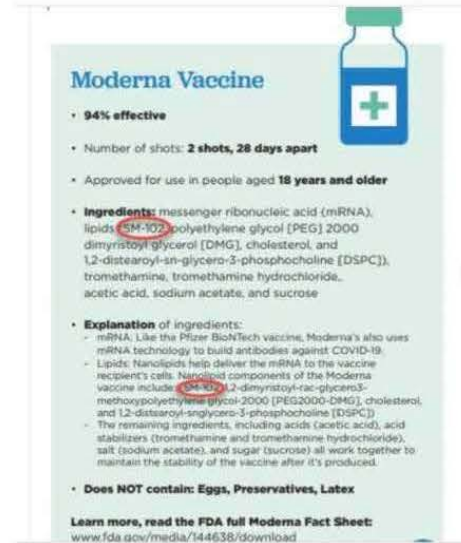 Moderna Vaccine
• 94% effective
• Number of shots: 2 shots, 28 days apart
• Approved for use in people aged 18 years and older
• Ingredients: messenger ribonucleic acid (mRNA),
lipids (SM-102, polyethylene glycol [PEG] 2000
dimyristoyl glycerol [DMG], cholesterol, and
1,2-distearoyl-sn-glycero-3-phosphocholine [DSPC]),
tromethamine, tromethamine hydrochloride,
acetic acid, sodium acetate, and sucrose
• Explanation of ingredients:
- mRNA: Like the Pfizer BioNTech vaccine, Moderna's also uses
mRNA technology to build antibodies against COVID-19.
- Lipids: Nanolipids help deliver the mRNA to the vaccine
recipient's cells. Nanolipid components of the Moderna
vaccine include: SM-102, 1,2-dimyristoyl-rac-glycero3-
methoxypolyethylene glycol-2000 [PEG2000-DMG], cholesterol,
and 1,2-distearoyl-snglycero-3-phosphocholine [DSPC])
- The remaining ingredients, including acids (acetic acid), acid
stabilizers (tromethamine and tromethamine hydrochloride),
salt (sodium acetate), and sugar (sucrose) all work together to
maintain the stability of the vaccine after it's produced.
• Does NOT contain: Eggs, Preservatives, Latex
Learn more, read the FDA full Moderna Fact Sheet:
www.fda.gov/media/144638/download